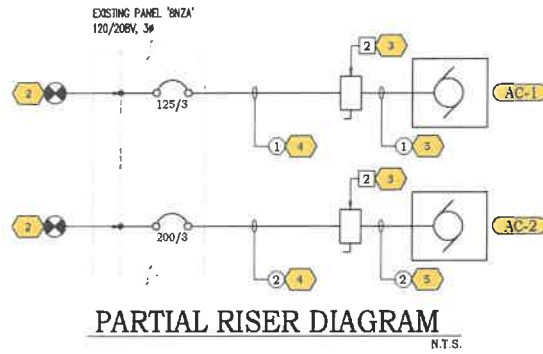 EXISTING PANEL '8NZA'
120/208V, 3ø
2 3
2 125/3 AC-1
1 4 1 5
2 3
2 200/3 AC-2
2 4 2 5
PARTIAL RISER DIAGRAM
N.T.S.